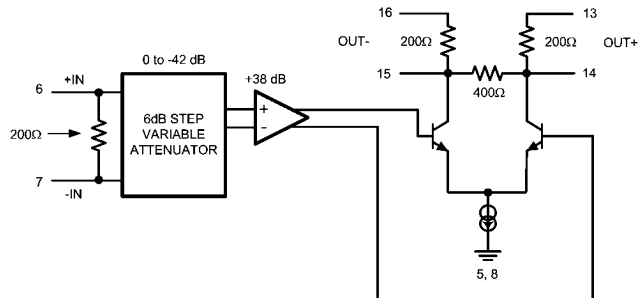 16
13
OUT-
200Ω
200Ω
OUT+
0 to -42 dB
+38 dB
15
14
400Ω
6
+IN
6dB STEP
VARIABLE
ATTENUATOR
+
-
200Ω
7
-IN
5, 8